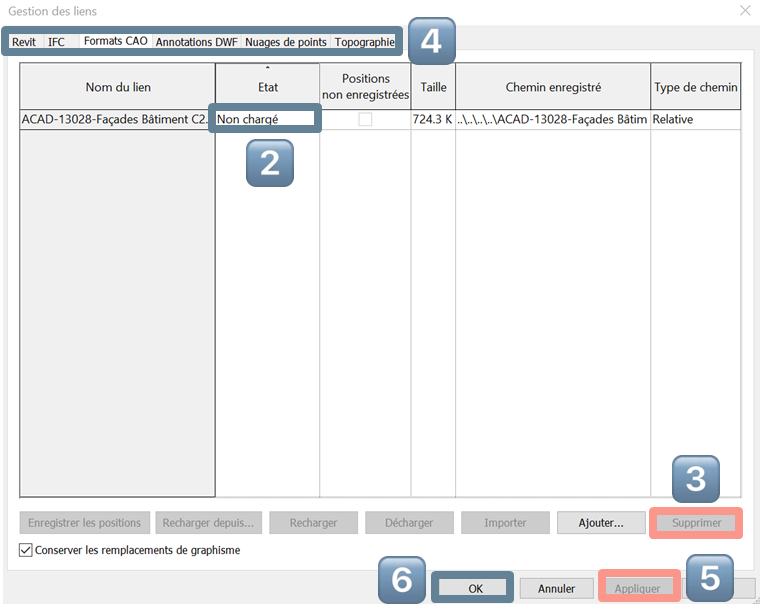 Gestion des liens
Revit IFC Formats CAO Annotations DWF Nuages de points Topographie
4
Nom du lien Etat Positions non enregistrées Taille Chemin enregistré Type de chemin
ACAD-13028-Façades Bâtiment C2. Non chargé 724.3 K ..\..\..\..\ACAD-13028-Façades Bâtim Relative
2
3
Enregistrer les positions Recharger depuis... Recharger Décharger Importer Ajouter... Supprimer
Conserver les remplacements de graphisme
6 OK Annuler Appliquer 5